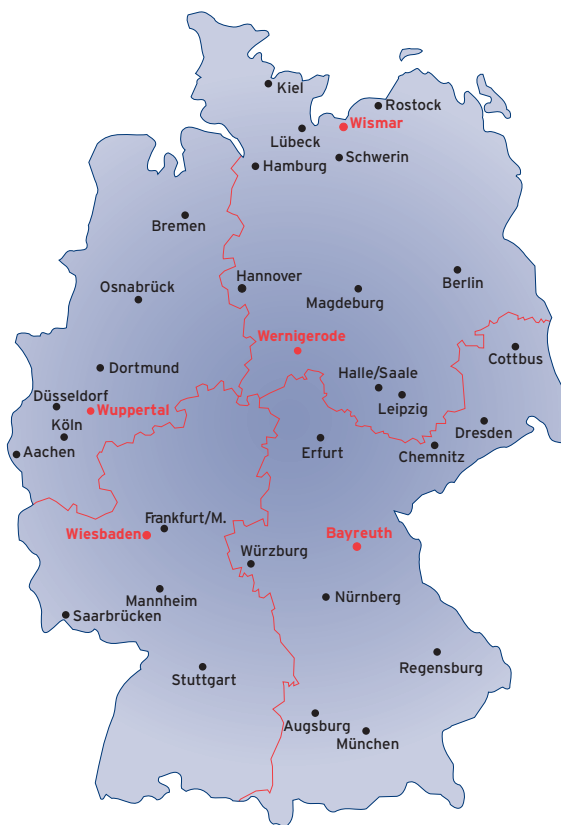 Kiel
Rostock
Wismar
Lübeck
Schwerin
Hamburg
Bremen
Berlin
Hannover
Osnabrück
Magdeburg
Wernigerode
Cottbus
Dortmund
Halle/Saale
Düsseldorf
Leipzig
Wuppertal
Köln
Dresden
Aachen
Erfurt
Chemnitz
Frankfurt/M.
Wiesbaden
Bayreuth
Würzburg
Mannheim
Nürnberg
Saarbrücken
Regensburg
Stuttgart
Augsburg
München